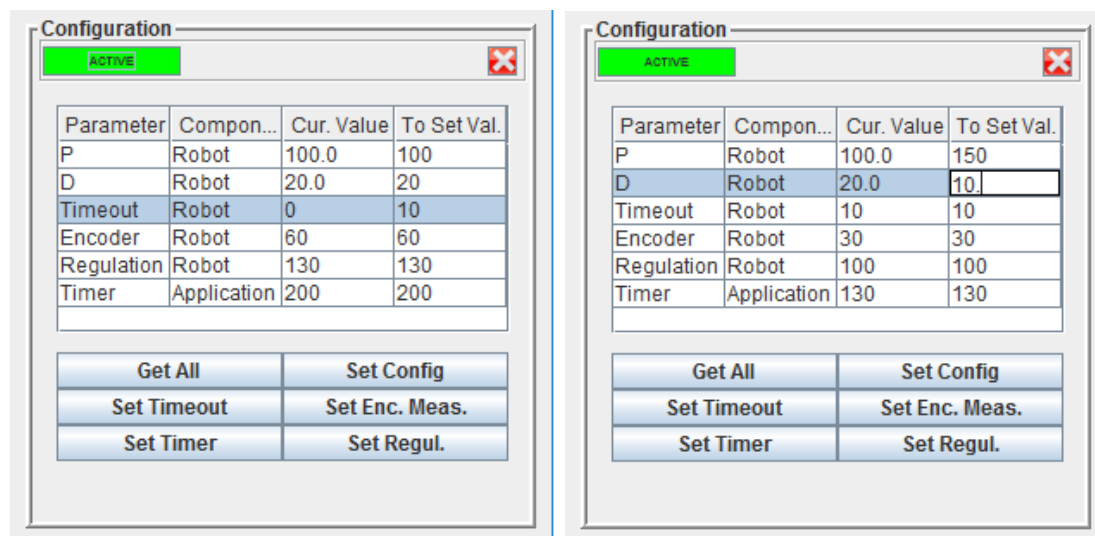 Configuration
ACTIVE
Parameter Compon... Cur. Value To Set Val.
P Robot 100.0 100
D Robot 20.0 20
Timeout Robot 0 10
Encoder Robot 60 60
Regulation Robot 130 130
Timer Application 200 200
Get All Set Config
Set Timeout Set Enc. Meas.
Set Timer Set Regul.
Configuration
ACTIVE
Parameter Compon... Cur. Value To Set Val.
P Robot 100.0 150
D Robot 20.0 10.
Timeout Robot 10 10
Encoder Robot 30 30
Regulation Robot 100 100
Timer Application 130 130
Get All Set Config
Set Timeout Set Enc. Meas.
Set Timer Set Regul.